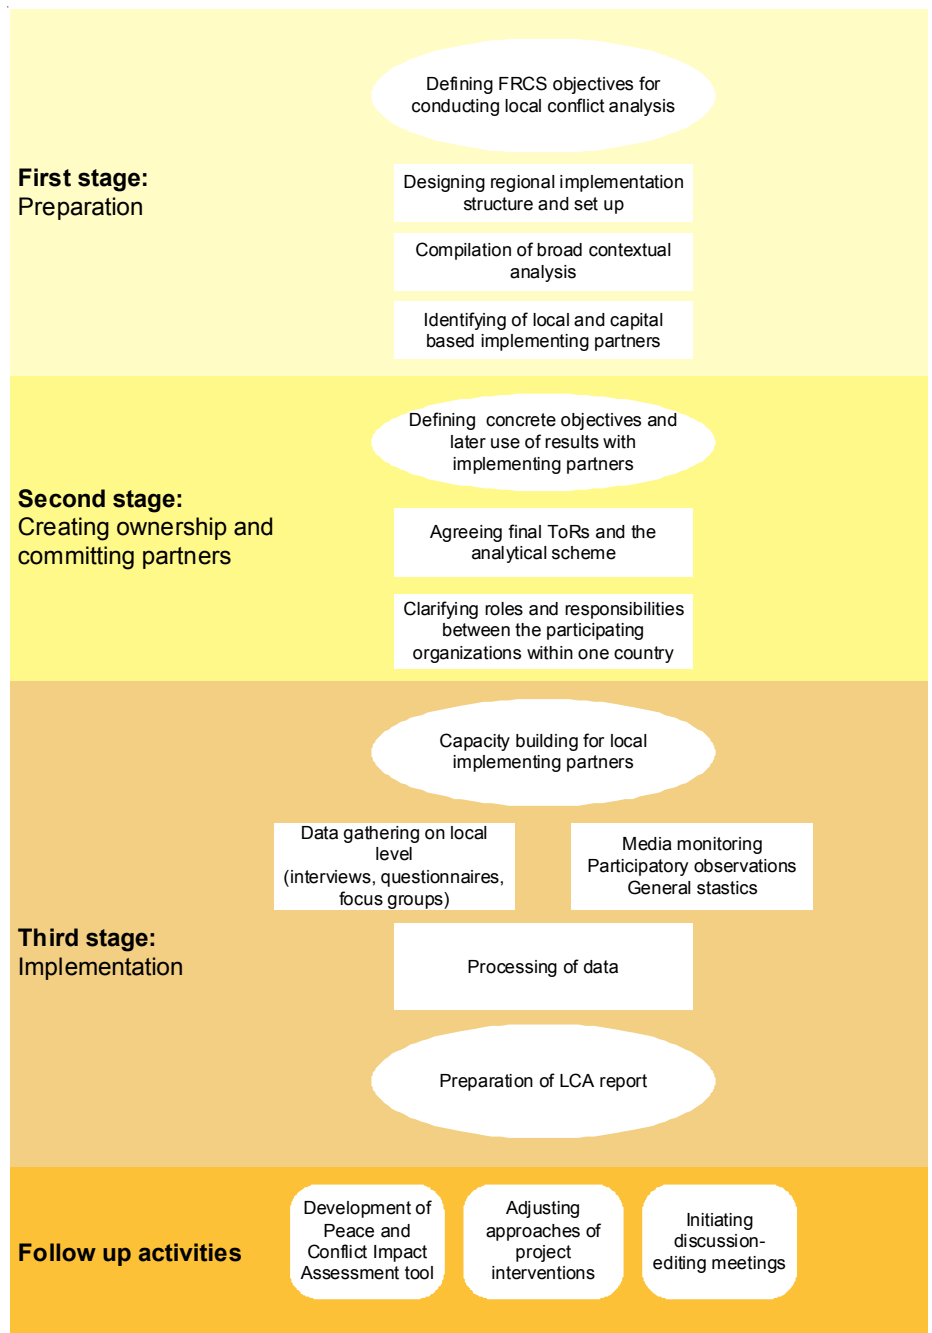 Defining FRCS objectives for
conducting local conflict analysis
First stage:
Preparation
Designing regional implementation
structure and set up
Compilation of broad contextual
analysis
Identifying of local and capital
based implementing partners
Defining concrete objectives and
later use of results with
implementing partners
Second stage:
Creating ownership and
committing partners
Agreeing final ToRs and the
analytical scheme
Clarifying roles and responsibilities
between the participating
organizations within one country
Capacity building for local
implementing partners
Data gathering on local
level
(interviews, questionnaires,
focus groups)
Media monitoring
Participatory observations
General stastics
Third stage:
Implementation
Processing of data
Preparation of LCA report
Follow up activities
Development of
Peace and
Conflict Impact
Assessment tool
Adjusting
approaches of
project
interventions
Initiating
discussion-
editing meetings